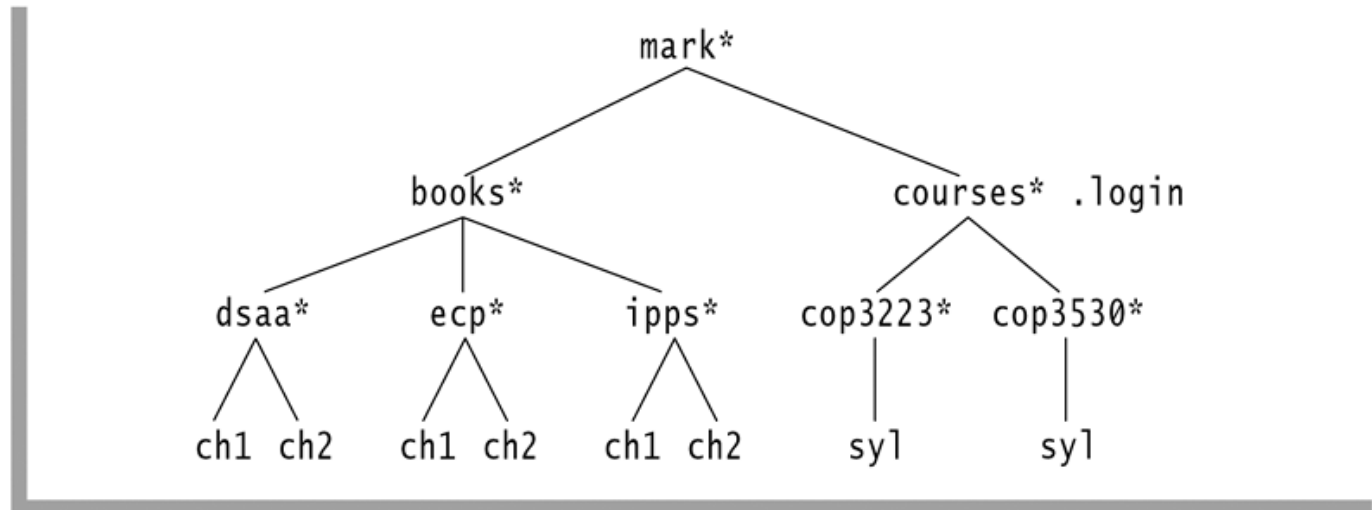 mark*
books* courses* .login
dsaa* ecp* ipps* cop3223* cop3530*
ch1 ch2 ch1 ch2 ch1 ch2 syl syl